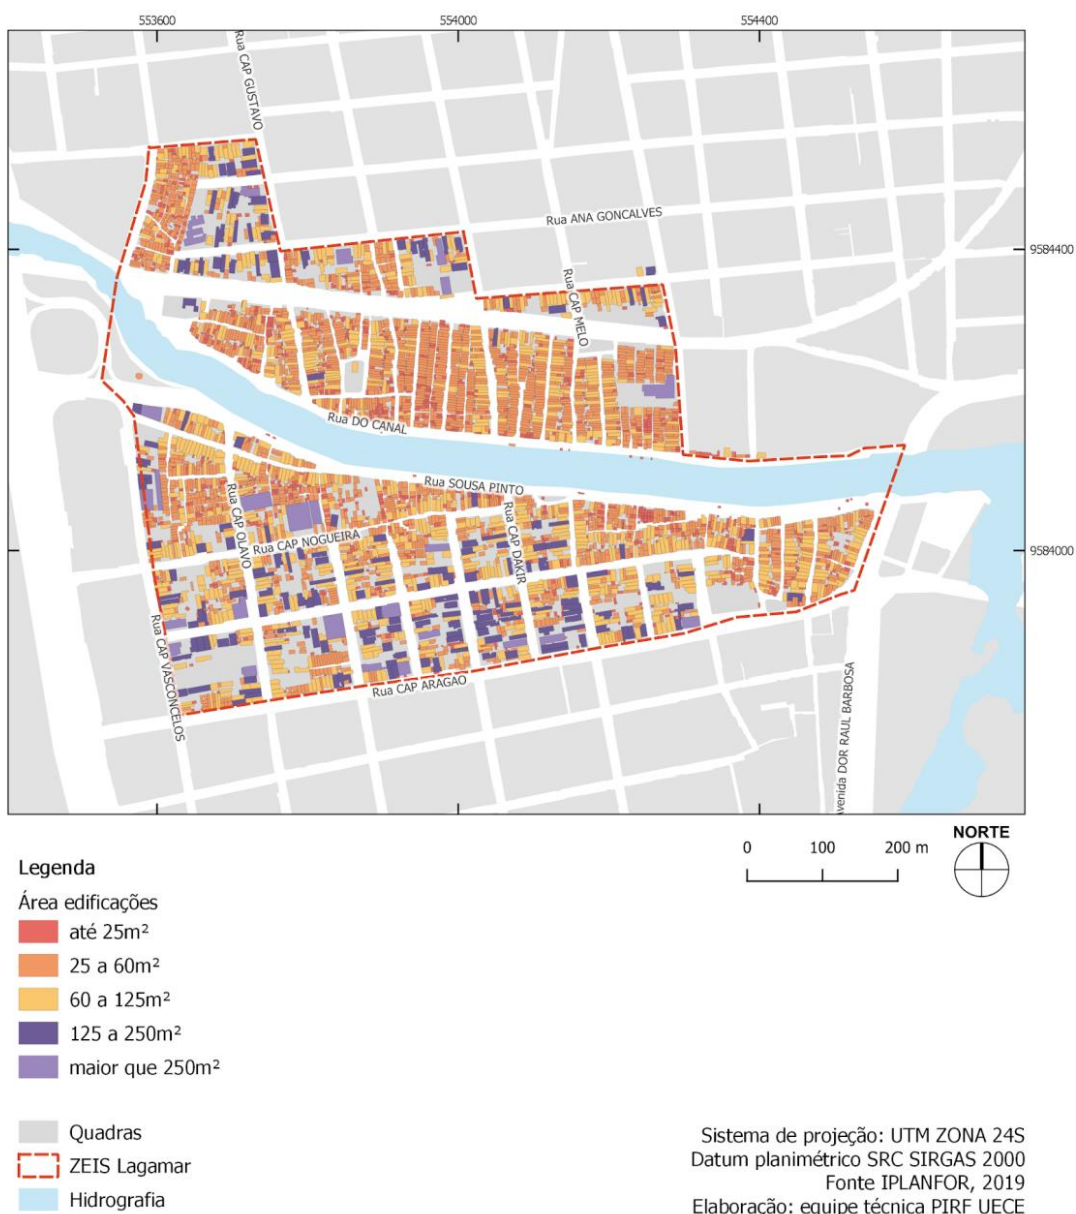 553600
554000
554400
Rua CAP GUSTAVO
Rua ANA GONCALVES
9584400
Rua CAP MELO
Rua DO CANAL
Rua SOUSA PINTO
Rua CAP OLAVO
Rua CAP NOGUEIRA
Rua CAP DAKIR
9584000
Rua CAP VASCONCELOS
Rua CAP ARAGAO
Avenida DOR RAUL BARBOSA
NORTE
0 100 200 m
Legenda
Área edificações
até 25m²
25 a 60m²
60 a 125m²
125 a 250m²
maior que 250m²
Quadras
ZEIS Lagamar
Hidrografia
Sistema de projeção: UTM ZONA 24S
Datum planimétrico SRC SIRGAS 2000
Fonte IPLANFOR, 2019
Elaboração: equipe técnica PIRF UECE